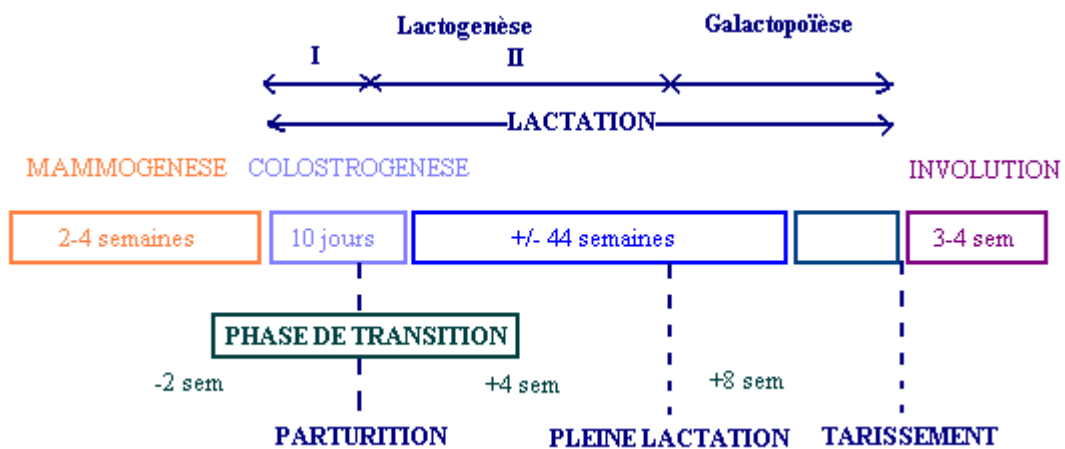 Lactogenèse Galactopoïèse
I II
LACTATION
MAMMOGENESE COLOSTROGENESE INVOLUTION
2-4 semaines 10 jours +/- 44 semaines 3-4 sem
PHASE DE TRANSITION
-2 sem +4 sem +8 sem
PARTURITION PLEINE LACTATION TARISSEMENT